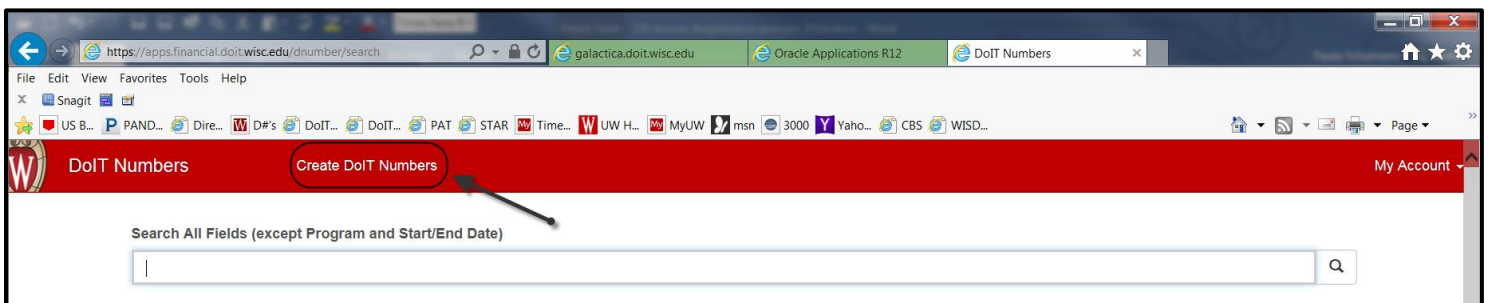 https://apps.financial.doit.wisc.edu/dnumber/search galactica.doit.wisc.edu Oracle Applications R12 DoIT Numbers
File Edit View Favorites Tools Help
x Snagit
US B... PAND... Dire... D#'s DoIT... DoIT... PAT STAR Time... UW H... MyUW msn 3000 Yaho... CBS WISD... Page
DoIT Numbers Create DoIT Numbers My Account
Search All Fields (except Program and Start/End Date)